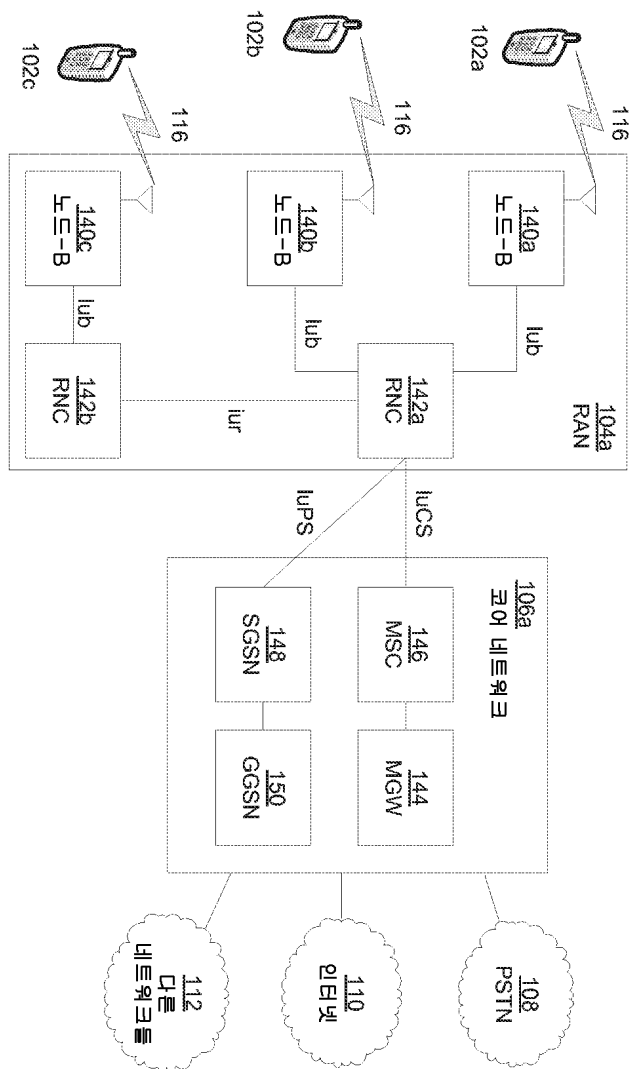 102a
102b
102c
116
116
116
104a
RAN
140a
노드-B
140b
노드-B
140c
노드-B
Iub
Iub
Iub
142a
RNC
142b
RNC
iur
IuCS
IuPS
106a
코어 네트워크
146
MSC
144
MGW
148
SGSN
150
GGSN
108
PSTN
110
인터넷
112
다른
네트워크들